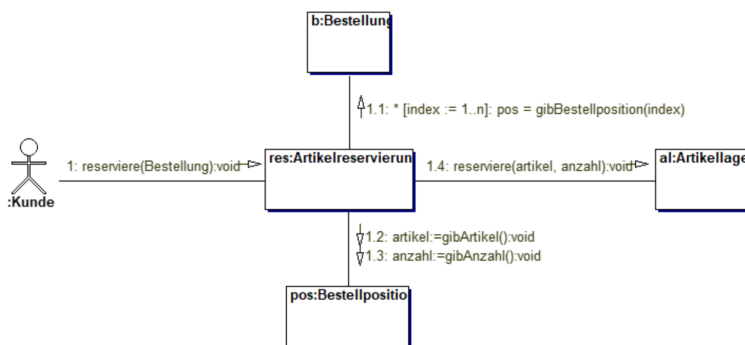 b:Bestellung
1.1: * [index := 1..n]: pos = gibBestellposition(index)
1: reserviere(Bestellung):void
res:Artikelreservierun
1.4: reserviere(artikel, anzahl):void
al:Artikellage
:Kunde
1.2: artikel:=gibArtikel():void
1.3: anzahl:=gibAnzahl():void
pos:Bestellpositio